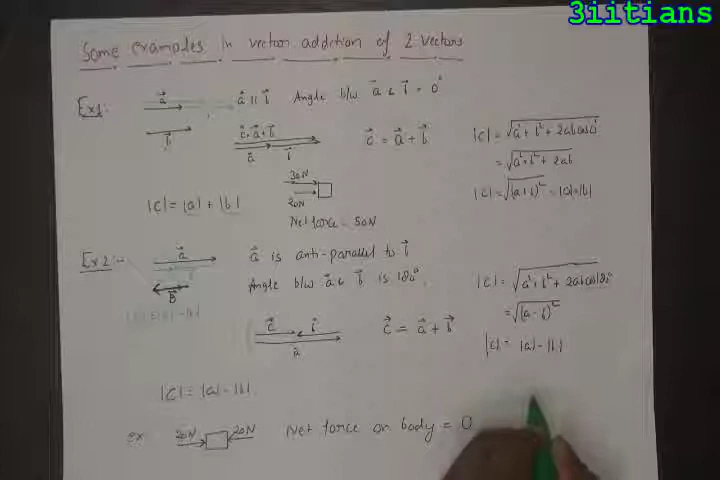 3iitians
Some examples in vector addition of 2 vectors
Ex1:
a⃗
b⃗
a⃗ || b⃗ Angle b/w a⃗ & b⃗ = 0°
c⃗ = a⃗ + b⃗
a⃗ b⃗
c⃗ = a⃗ + b⃗
|c| = √(a² + b² + 2ab cos 0°)
= √(a² + b² + 2ab)
|c| = √(a + b)² = |a| + |b|
30N
20N
Net force = 50N
|c| = |a| + |b|
Ex2:-
a⃗
B⃗
a⃗ is anti-parallel to b⃗
Angle b/w a⃗ & b⃗ is 180°
c⃗ b⃗
a⃗
c⃗ = a⃗ + b⃗
|c| = √(a² + b² + 2ab cos 180°)
= √(a - b)²
|c| = |a| - |b|
|c| = |a| - |b|
ex
20N 20N
Net force on body = 0